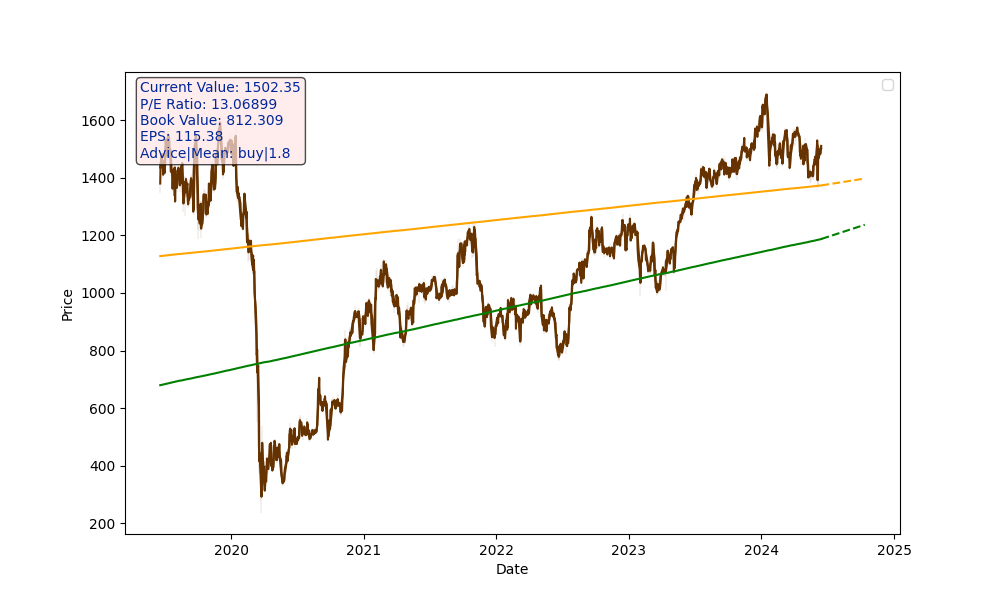 Current Value: 1502.35
P/E Ratio: 13.06899
Book Value: 812.309
EPS: 115.38
Advice|Mean: buy|1.8
1600
1400
1200
1000
800
600
400
200
Price
2020
2021
2022
2023
2024
2025
Date